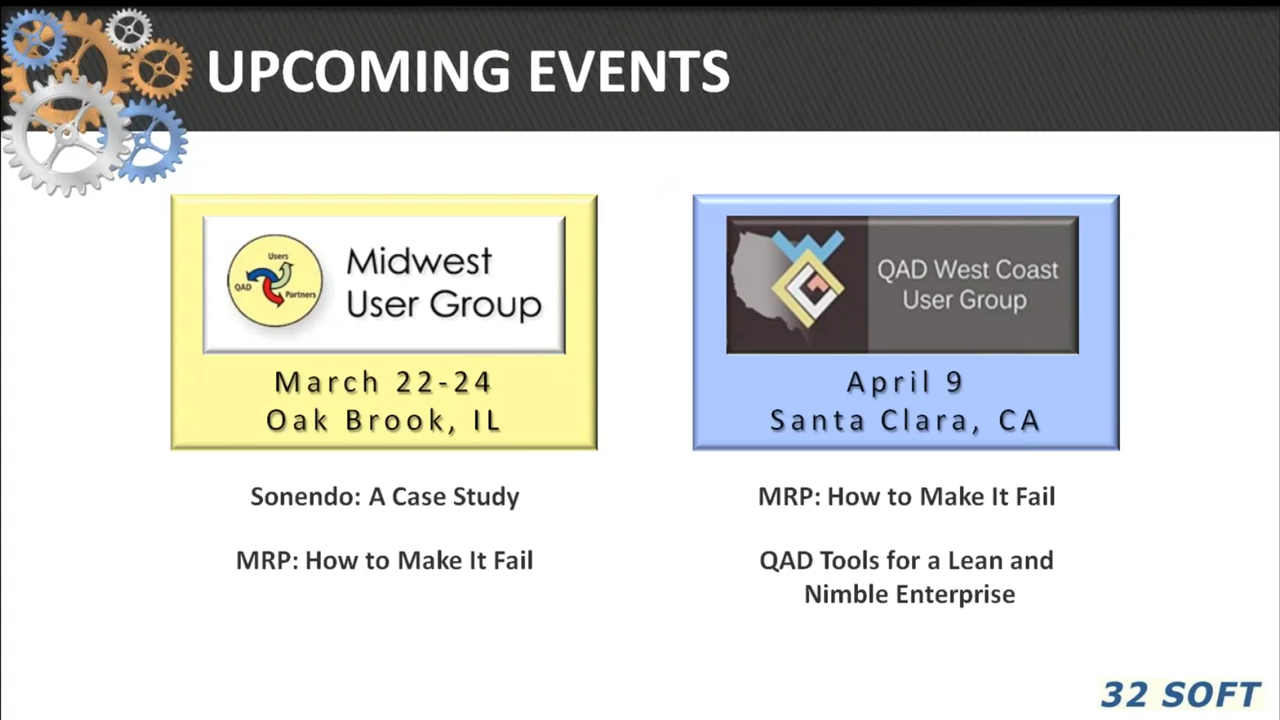 UPCOMING EVENTS
Users
QAD
Partners
Midwest
User Group
March 22-24
Oak Brook, IL
Sonendo: A Case Study
MRP: How to Make It Fail
QAD West Coast
User Group
April 9
Santa Clara, CA
MRP: How to Make It Fail
QAD Tools for a Lean and
Nimble Enterprise
32 SOFT